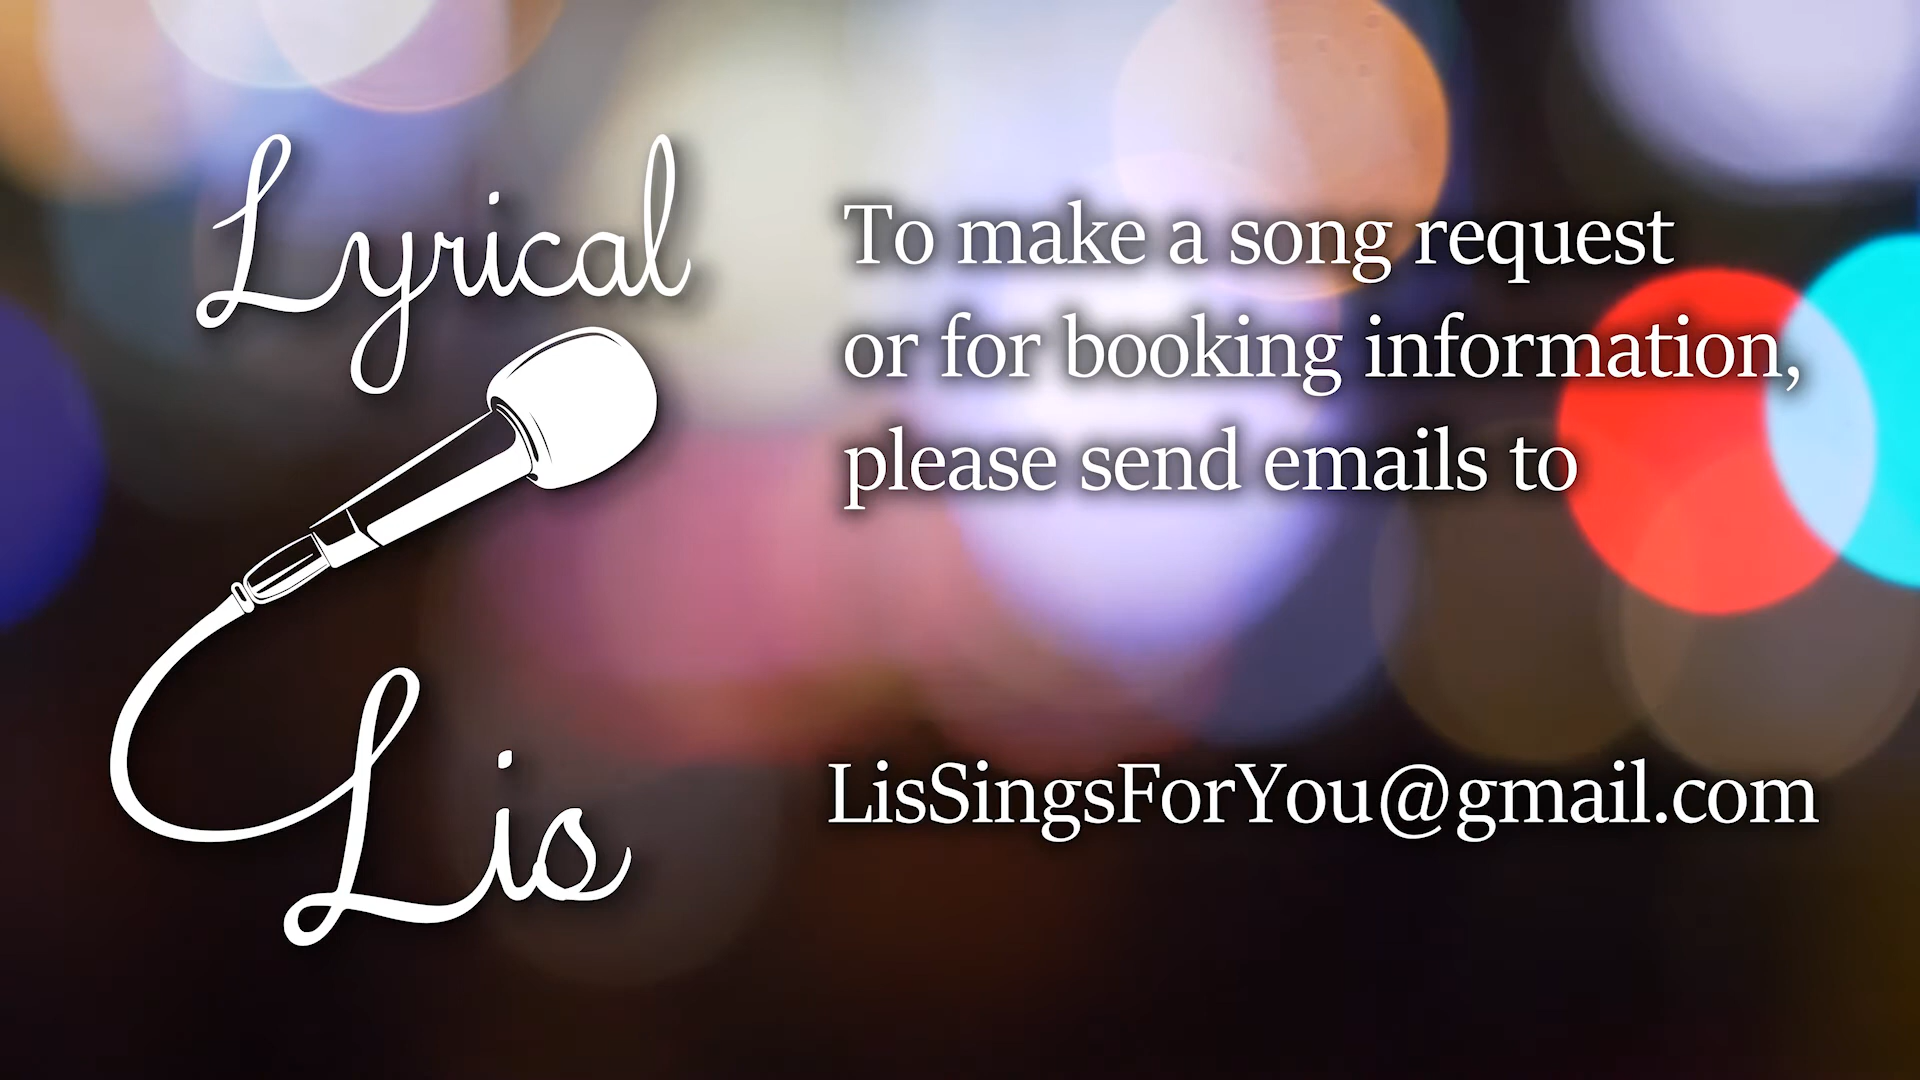 Lyrical
Lis
To make a song request
or for booking information,
please send emails to
LisSingsForYou@gmail.com